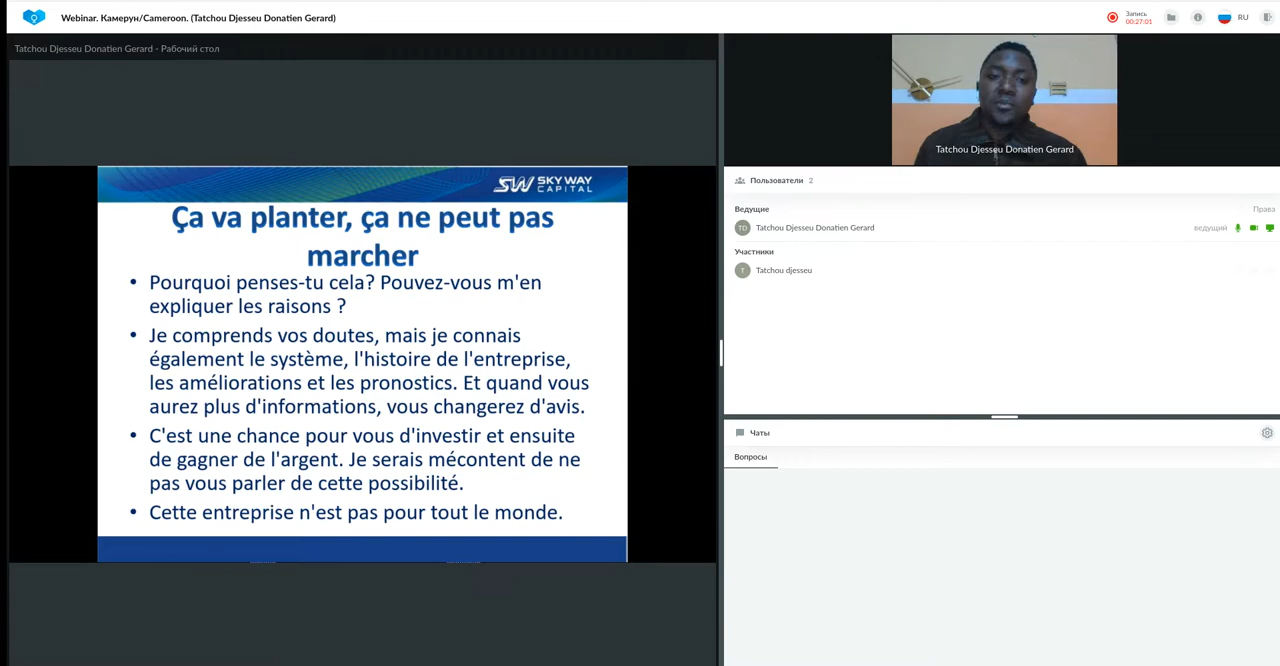 Webinar. Камерун/Cameroon. (Tatchou Djesseu Donatien Gerard)
Запись
00:27:01
RU
Tatchou Djesseu Donatien Gerard - Рабочий стол
SW SKY WAY
CAPITAL
Ça va planter, ça ne peut pas
marcher
• Pourquoi penses-tu cela? Pouvez-vous m'en
expliquer les raisons ?
• Je comprends vos doutes, mais je connais
également le système, l'histoire de l'entreprise,
les améliorations et les pronostics. Et quand vous
aurez plus d'informations, vous changerez d'avis.
• C'est une chance pour vous d'investir et ensuite
de gagner de l'argent. Je serais mécontent de ne
pas vous parler de cette possibilité.
• Cette entreprise n'est pas pour tout le monde.
Tatchou Djesseu Donatien Gerard
Пользователи 2
Ведущие Права
TD Tatchou Djesseu Donatien Gerard ведущий
Участники
T Tatchou djesseu
Чаты
Вопросы